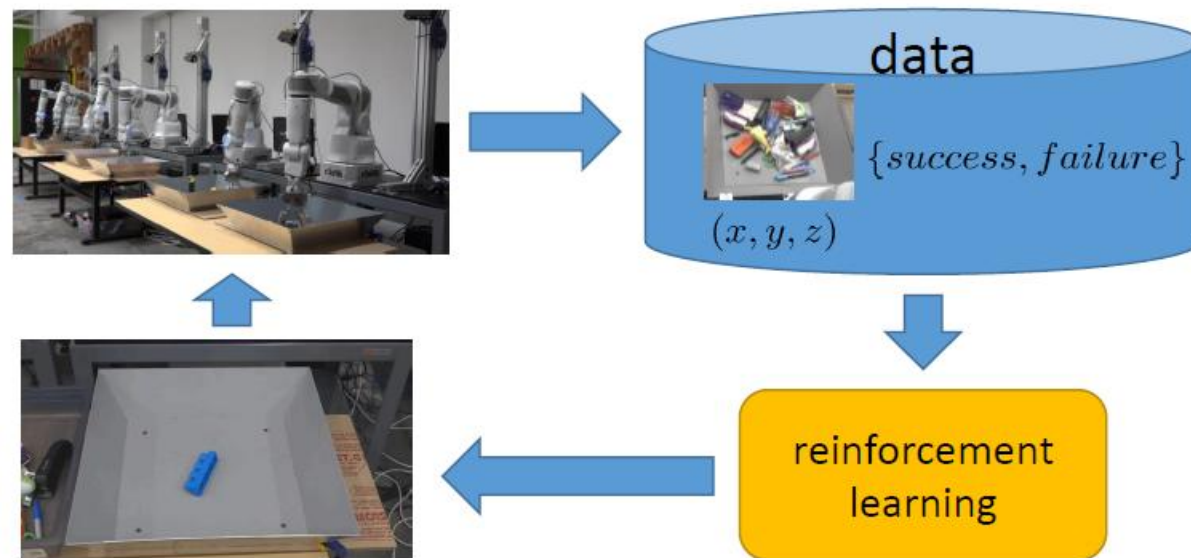 data
{success, failure}
(x, y, z)
reinforcement
learning